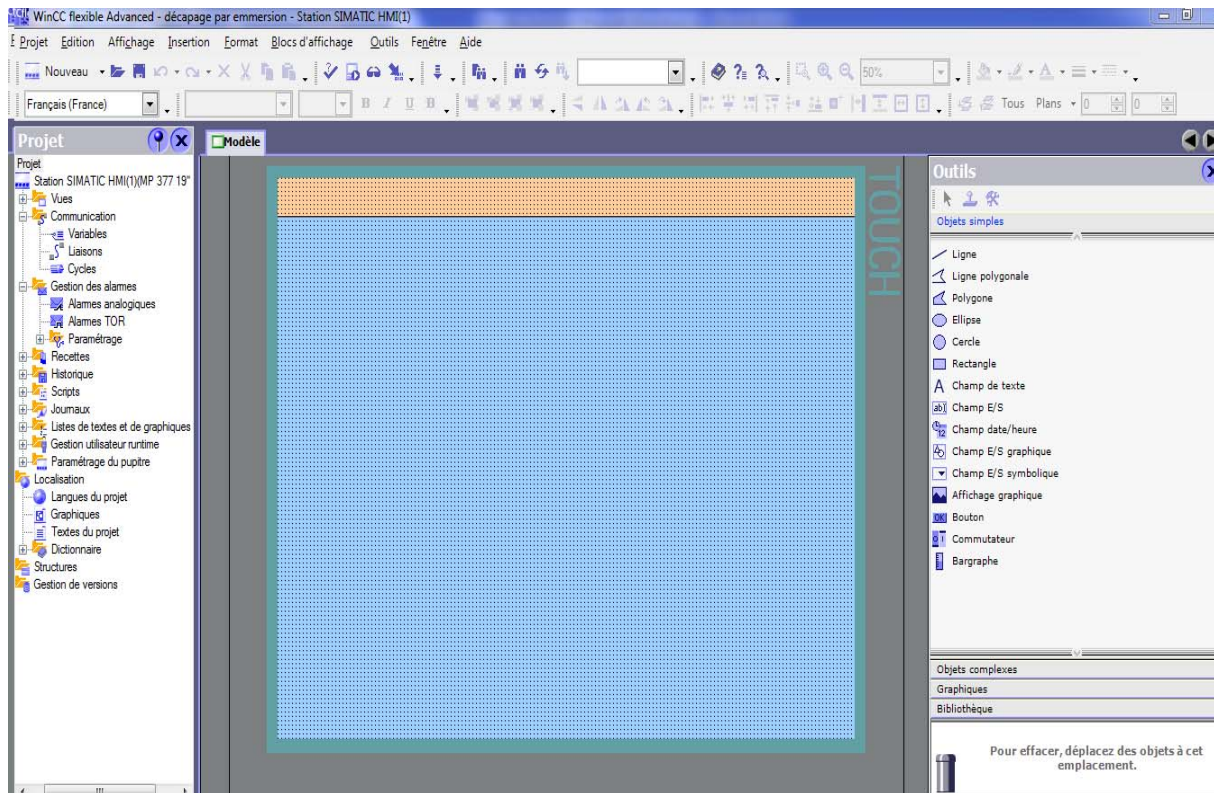 WinCC flexible Advanced - décapage par emmersion - Station SIMATIC HMI(1)
Projet Edition Affichage Insertion Format Blocs d'affichage Outils Fenêtre Aide
Nouveau 50%
Français (France) B I U B Tous Plans 0 0
Projet
Modèle
Projet
Station SIMATIC HMI(1)(MP 377 19"
Vues
Communication
Variables
Liaisons
Cycles
Gestion des alarmes
Alarmes analogiques
Alarmes TOR
Paramétrage
Recettes
Historique
Scripts
Journaux
Listes de textes et de graphiques
Gestion utilisateur runtime
Paramétrage du pupitre
Localisation
Langues du projet
Graphiques
Textes du projet
Dictionnaire
Structures
Gestion de versions
TOUCH
Outils
Objets simples
Ligne
Ligne polygonale
Polygone
Ellipse
Cercle
Rectangle
A Champ de texte
Champ E/S
Champ date/heure
Champ E/S graphique
Champ E/S symbolique
Affichage graphique
OK Bouton
Commutateur
Bargraphe
Objets complexes
Graphiques
Bibliothèque
Pour effacer, déplacez des objets à cet
emplacement.